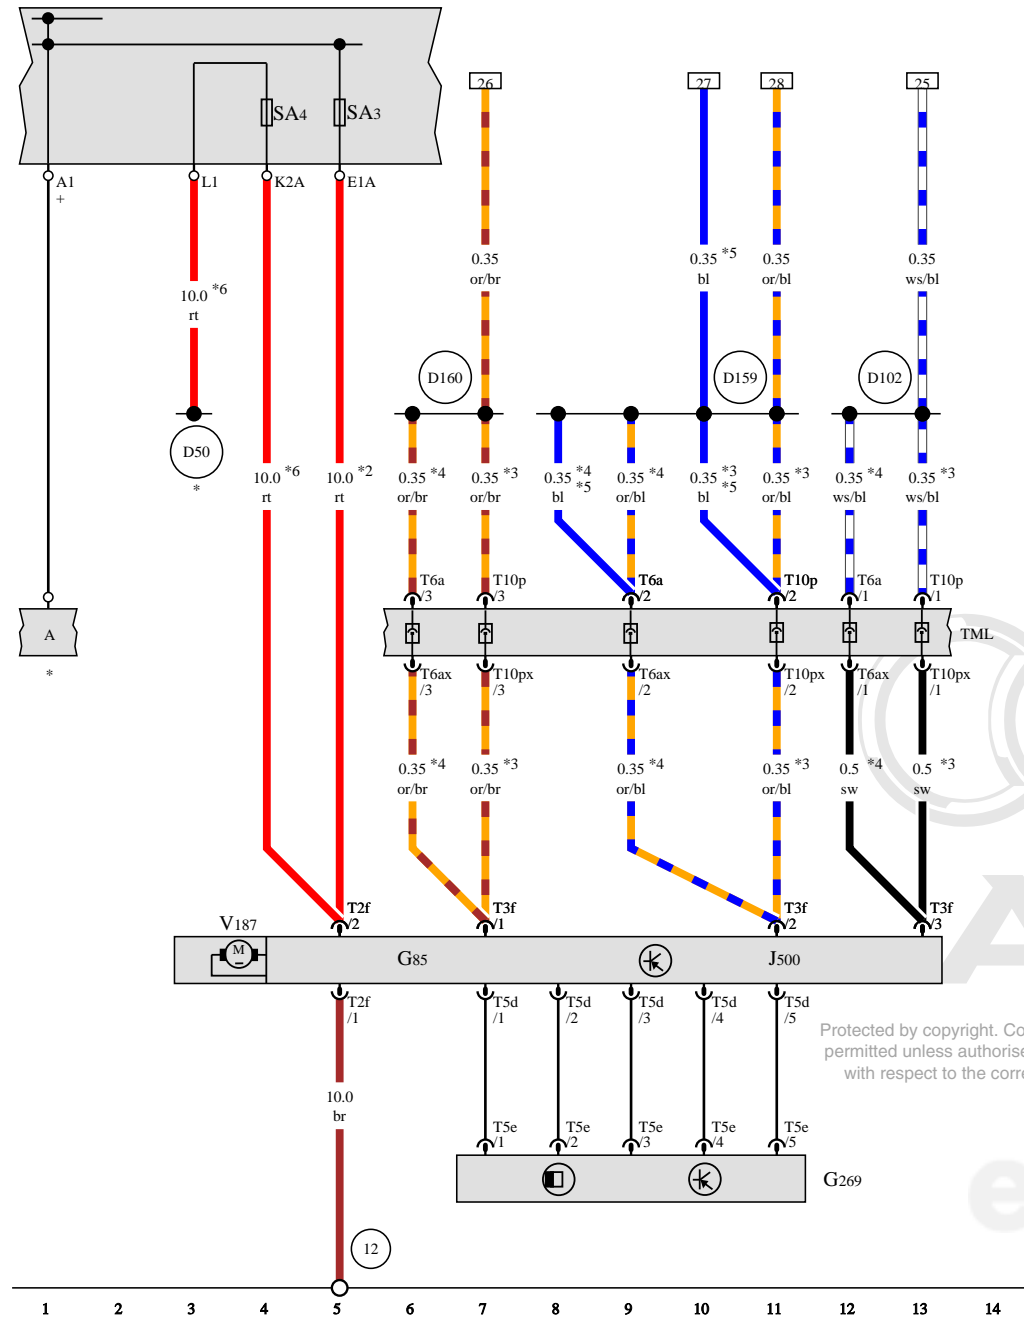 SA4
SA3
26
27
28
25
A1
+
L1
K2A
E1A
0.35
or/br
0.35 *5
bl
0.35
or/bl
0.35
ws/bl
10.0 *6
rt
D160
D159
D102
D50
*
10.0 *6
rt
10.0 *2
rt
0.35 *4
or/br
0.35 *3
or/br
0.35 *4
*5
bl
0.35 *4
or/bl
0.35 *3
*5
bl
0.35 *3
or/bl
0.35 *4
ws/bl
0.35 *3
ws/bl
T6a
/3
T10p
/3
T6a
/2
T10p
/2
T6a
/1
T10p
/1
A
*
TML
T6ax
/3
T10px
/3
T6ax
/2
T10px
/2
T6ax
/1
T10px
/1
0.35 *4
or/br
0.35 *3
or/br
0.35 *4
or/bl
0.35 *3
or/bl
0.5 *4
sw
0.5 *3
sw
T2f
/2
T3f
/1
T3f
/2
T3f
/3
V187
M
G85
J500
T2f
/1
T5d
/1
T5d
/2
T5d
/3
T5d
/4
T5d
/5
Protected by copyright. Co
permitted unless authorise
with respect to the corre
10.0
br
T5e
/1
T5e
/2
T5e
/3
T5e
/4
T5e
/5
G269
12
1 2 3 4 5 6 7 8 9 10 11 12 13 14